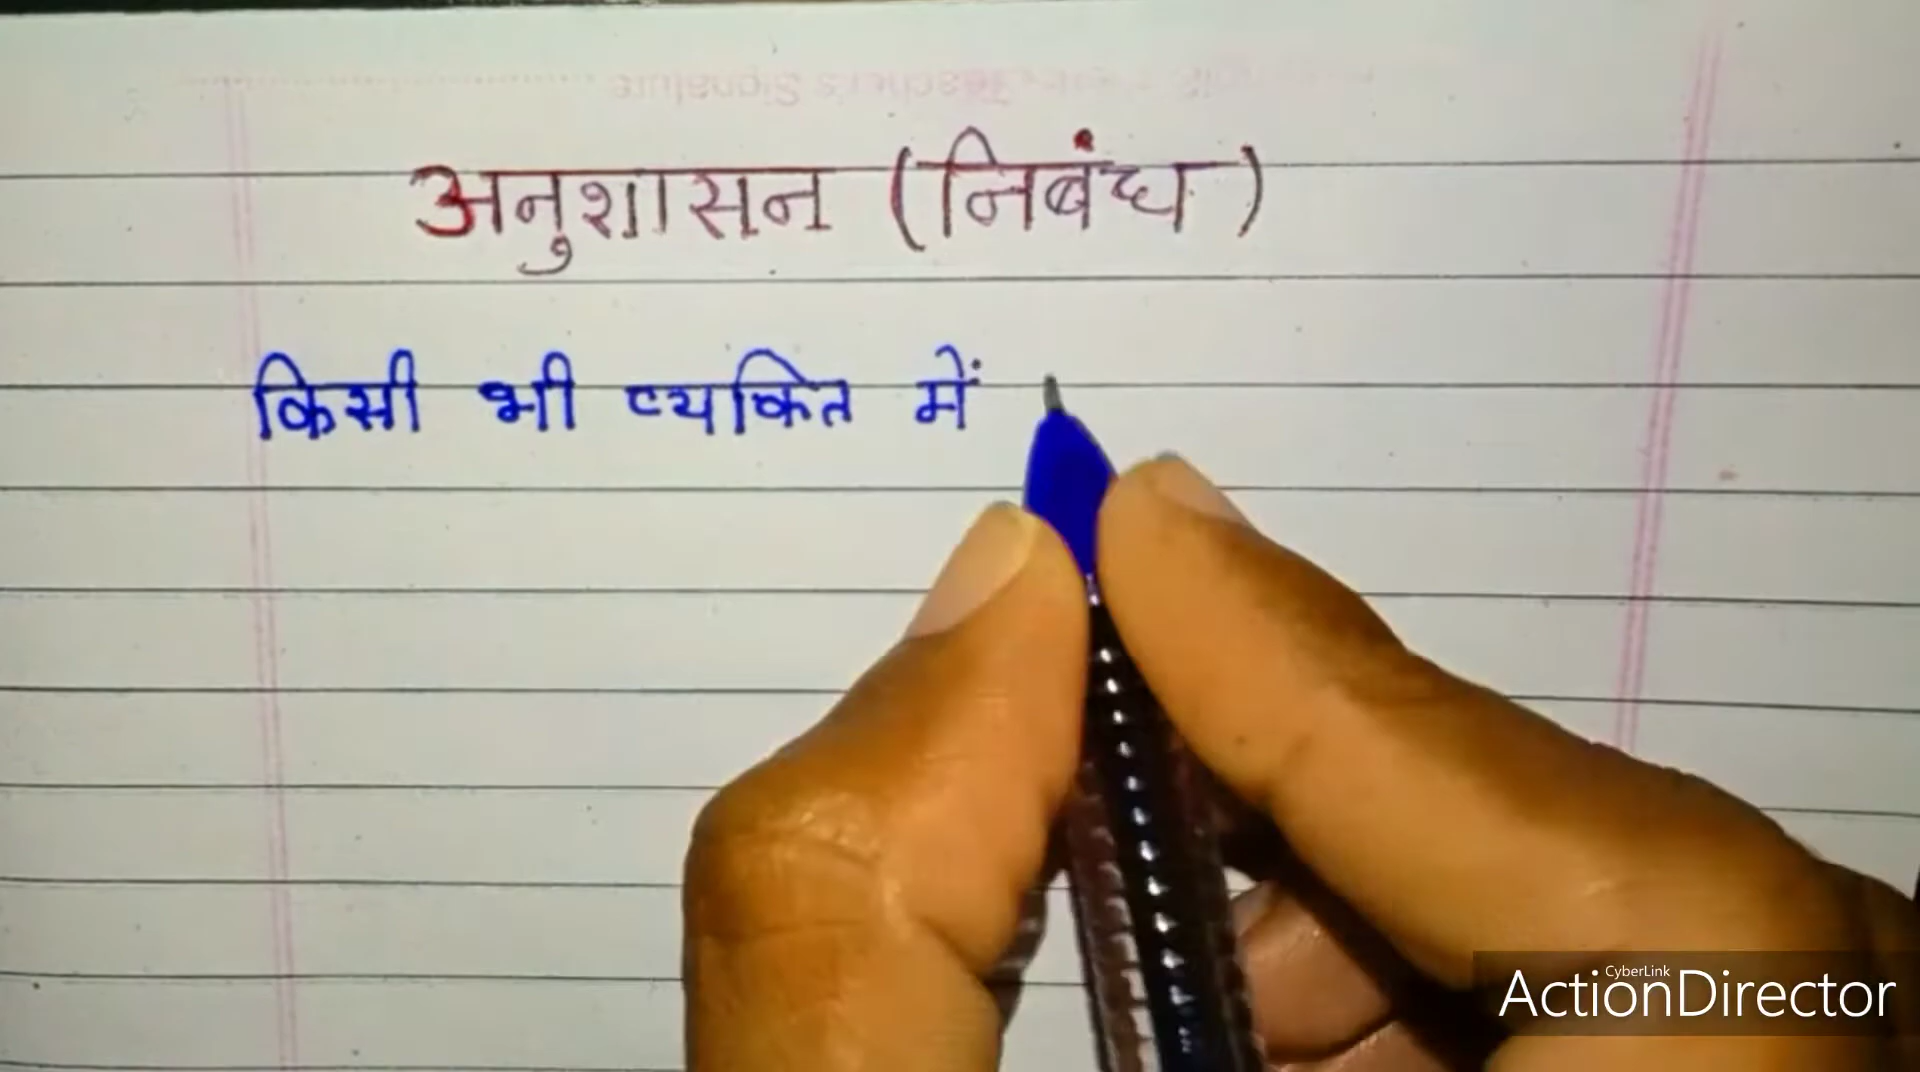 अनुशासन (निबंध)
किसी भी व्यक्ति में
CyberLink
ActionDirector